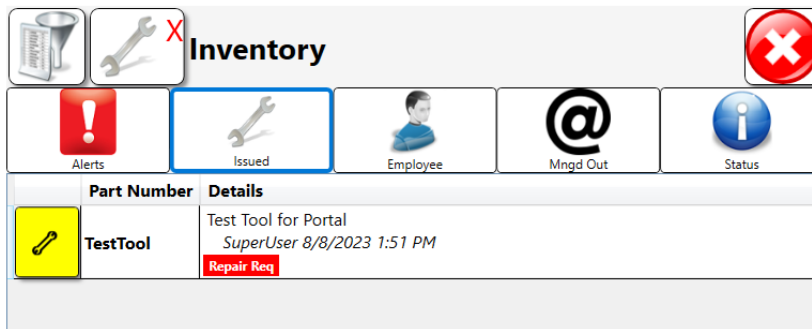 X
Inventory
Alerts
Issued
Employee
@
Mngd Out
Status
Part Number Details
TestTool
Test Tool for Portal
SuperUser 8/8/2023 1:51 PM
Repair Req